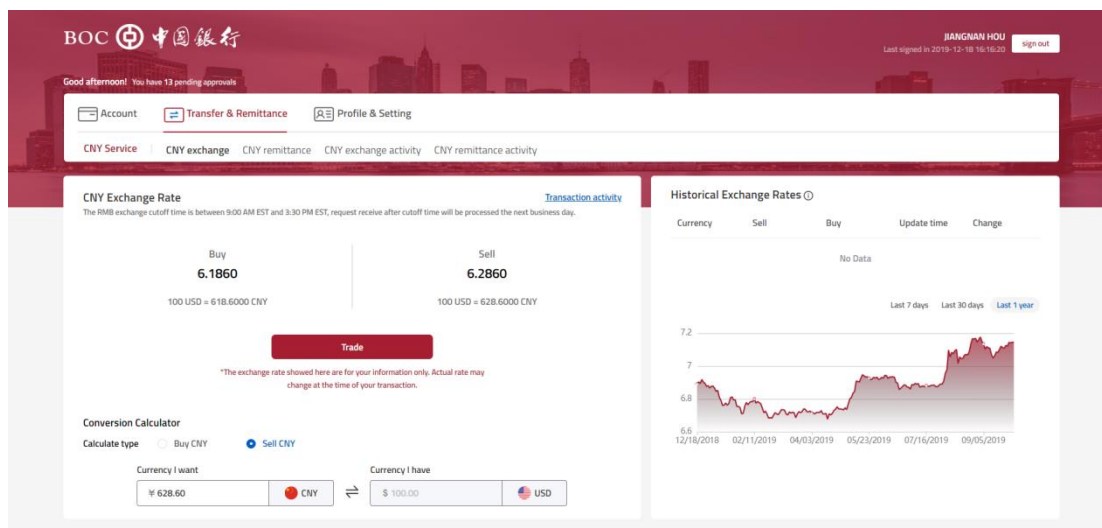 BOC 中國銀行
JIANGNAN HOU
Last signed in 2019-12-18 16:16:20
sign out
Good afternoon! You have 13 pending approvals
Account Transfer & Remittance Profile & Setting
CNY Service CNY exchange CNY remittance CNY exchange activity CNY remittance activity
CNY Exchange Rate Transaction activity
The RMB exchange cutoff time is between 9:00 AM EST and 3:30 PM EST, request receive after cutoff time will be processed the next business day.
Buy Sell
6.1860 6.2860
100 USD = 618.6000 CNY 100 USD = 628.6000 CNY
Trade
*The exchange rate showed here are for your information only. Actual rate may
change at the time of your transaction.
Conversion Calculator
Calculate type Buy CNY Sell CNY
Currency I want Currency I have
¥ 628.60 CNY $ 100.00 USD
Historical Exchange Rates
Currency Sell Buy Update time Change
No Data
Last 7 days Last 30 days Last 1 year
7.2
7
6.8
6.6
12/18/2018 02/11/2019 04/03/2019 05/23/2019 07/16/2019 09/05/2019